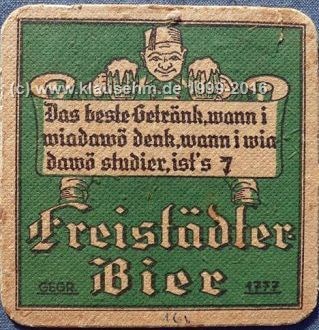 (c) www.klausehm.de 1999-2016
Das beste Getränk, wann i
wiadawö denk, wann i wia
dawö studier, ist's 7
Freistädter
Bier
GEGR. 1777